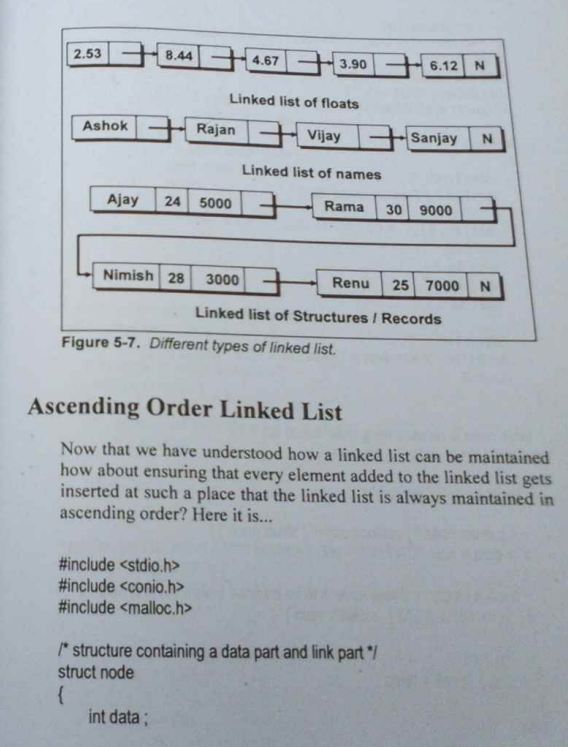 2.53 8.44 4.67 3.90 6.12 N
Linked list of floats
Ashok Rajan Vijay Sanjay N
Linked list of names
Ajay 24 5000 Rama 30 9000
Nimish 28 3000 Renu 25 7000 N
Linked list of Structures / Records
Figure 5-7. Different types of linked list.
Ascending Order Linked List
Now that we have understood how a linked list can be maintained
how about ensuring that every element added to the linked list gets
inserted at such a place that the linked list is always maintained in
ascending order? Here it is...
#include <stdio.h>
#include <conio.h>
#include <malloc.h>
/* structure containing a data part and link part */
struct node
{
int data ;